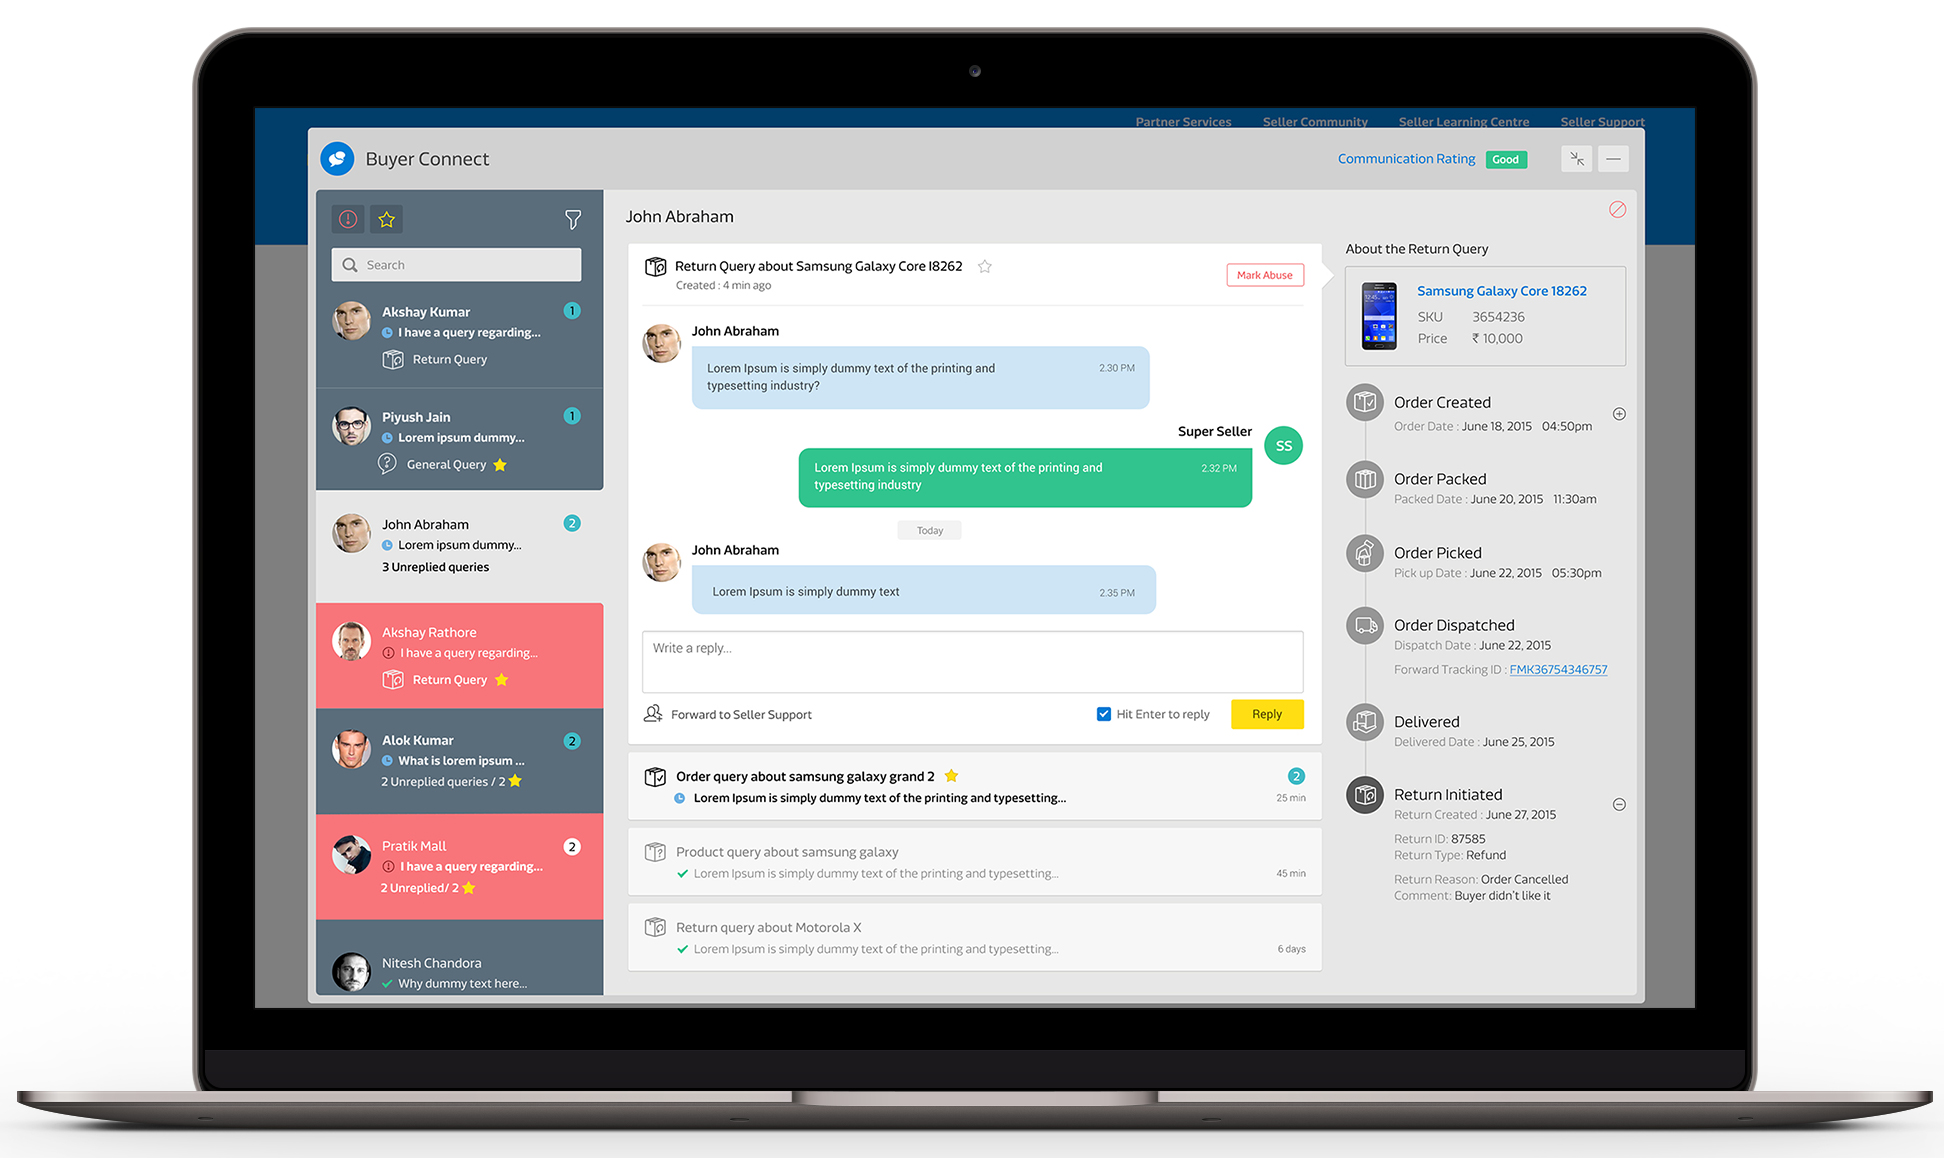 Partner Services Seller Community Seller Learning Centre Seller Support
Buyer Connect
Communication Rating Good
Search
Akshay Kumar 1
I have a query regarding...
Return Query
Piyush Jain 1
Lorem ipsum dummy...
General Query
John Abraham 2
Lorem ipsum dummy...
3 Unreplied queries
Akshay Rathore
I have a query regarding...
Return Query
Alok Kumar 2
What is lorem ipsum ...
2 Unreplied queries / 2
Pratik Mall 2
I have a query regarding...
2 Unreplied/ 2
Nitesh Chandora
Why dummy text here...
John Abraham
Return Query about Samsung Galaxy Core I8262
Created : 4 min ago
Mark Abuse
John Abraham
Lorem Ipsum is simply dummy text of the printing and 2.30 PM
typesetting industry?
Super Seller
SS
Lorem Ipsum is simply dummy text of the printing and 2.32 PM
typesetting industry
Today
John Abraham
Lorem Ipsum is simply dummy text 2.35 PM
Write a reply...
Forward to Seller Support Hit Enter to reply Reply
Order query about samsung galaxy grand 2 2
Lorem Ipsum is simply dummy text of the printing and typesetting... 25 min
Product query about samsung galaxy
Lorem Ipsum is simply dummy text of the printing and typesetting... 45 min
Return query about Motorola X
Lorem Ipsum is simply dummy text of the printing and typesetting... 6 days
About the Return Query
Samsung Galaxy Core 18262
SKU 3654236
Price ₹ 10,000
Order Created
Order Date : June 18, 2015 04:50pm
Order Packed
Packed Date : June 20, 2015 11:30am
Order Picked
Pick up Date : June 22, 2015 05:30pm
Order Dispatched
Dispatch Date : June 22, 2015
Forward Tracking ID : FMK36754346757
Delivered
Delivered Date : June 25, 2015
Return Initiated
Return Created : June 27, 2015
Return ID: 87585
Return Type: Refund
Return Reason: Order Cancelled
Comment: Buyer didn't like it